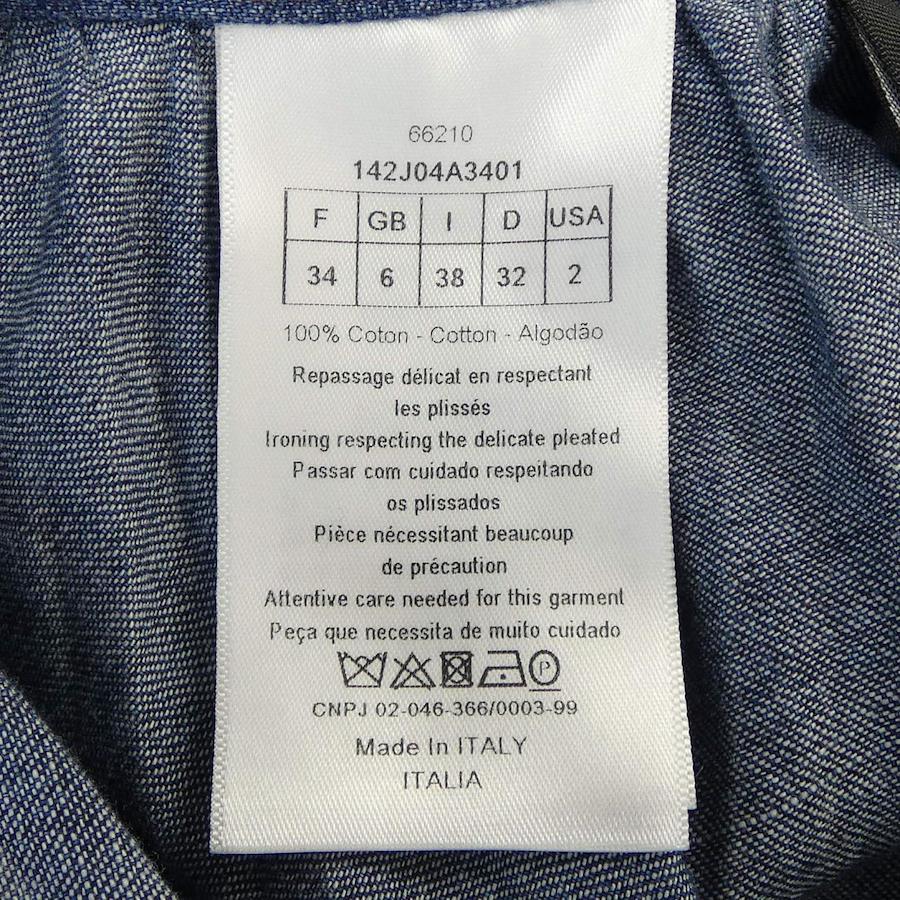 66210
142J04A3401
F GB I D USA
34 6 38 32 2
100% Coton - Cotton - Algodão
Repassage délicat en respectant
les plissés
Ironing respecting the delicate pleated
Passar com cuidado respeitando
os plissados
Pièce nécessitant beaucoup
de précaution
Attentive care needed for this garment
Peça que necessita de muito cuidado
P
CNPJ 02-046-366/0003-99
Made In ITALY
ITALIA